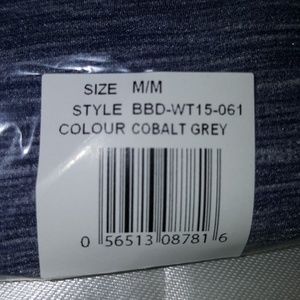 SIZE M/M
STYLE BBD-WT15-061
COLOUR COBALT GREY
0 56513 08781 6